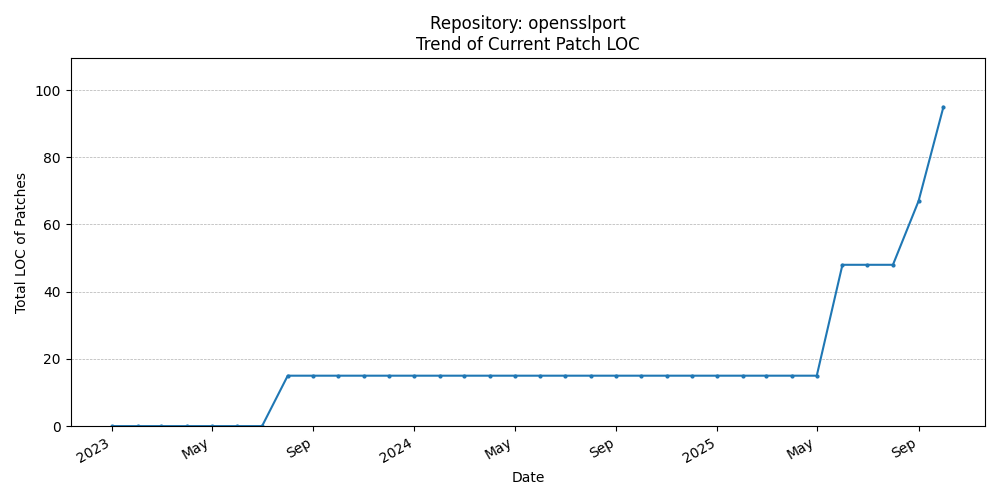 Repository: opensslport
Trend of Current Patch LOC
Total LOC of Patches
100
80
60
40
20
0
2023
May
Sep
2024
May
Sep
2025
May
Sep
Date